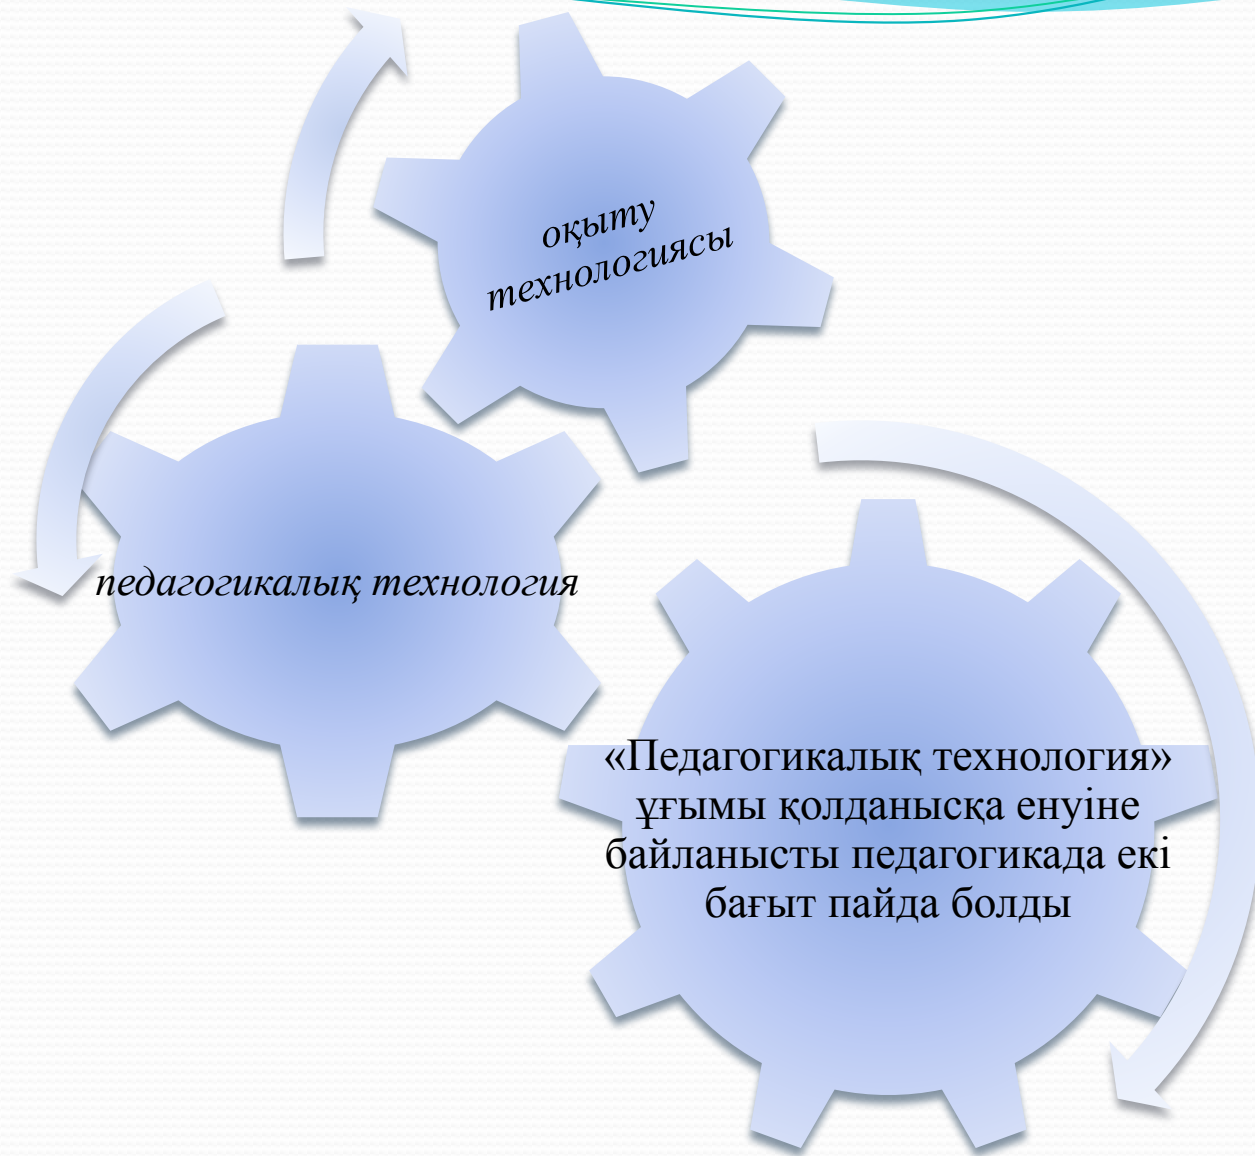 оқыту
технологиясы
педагогикалық технология
«Педагогикалық технология»
ұғымы қолданысқа енуіне
байланысты педагогикада екі
бағыт пайда болды